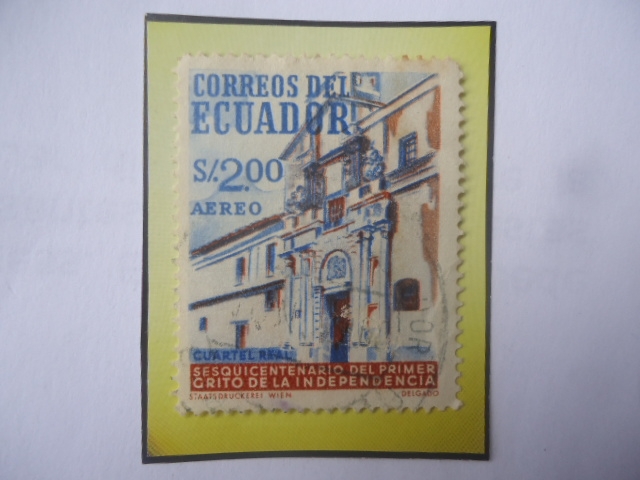 CORREOS DEL
ECUADOR
S/.2.00
AEREO
CUARTEL REAL
SESQUICENTENARIO DEL PRIMER
GRITO DE LA INDEPENDENCIA
STAATSDRUCKEREI WIEN DELGADO